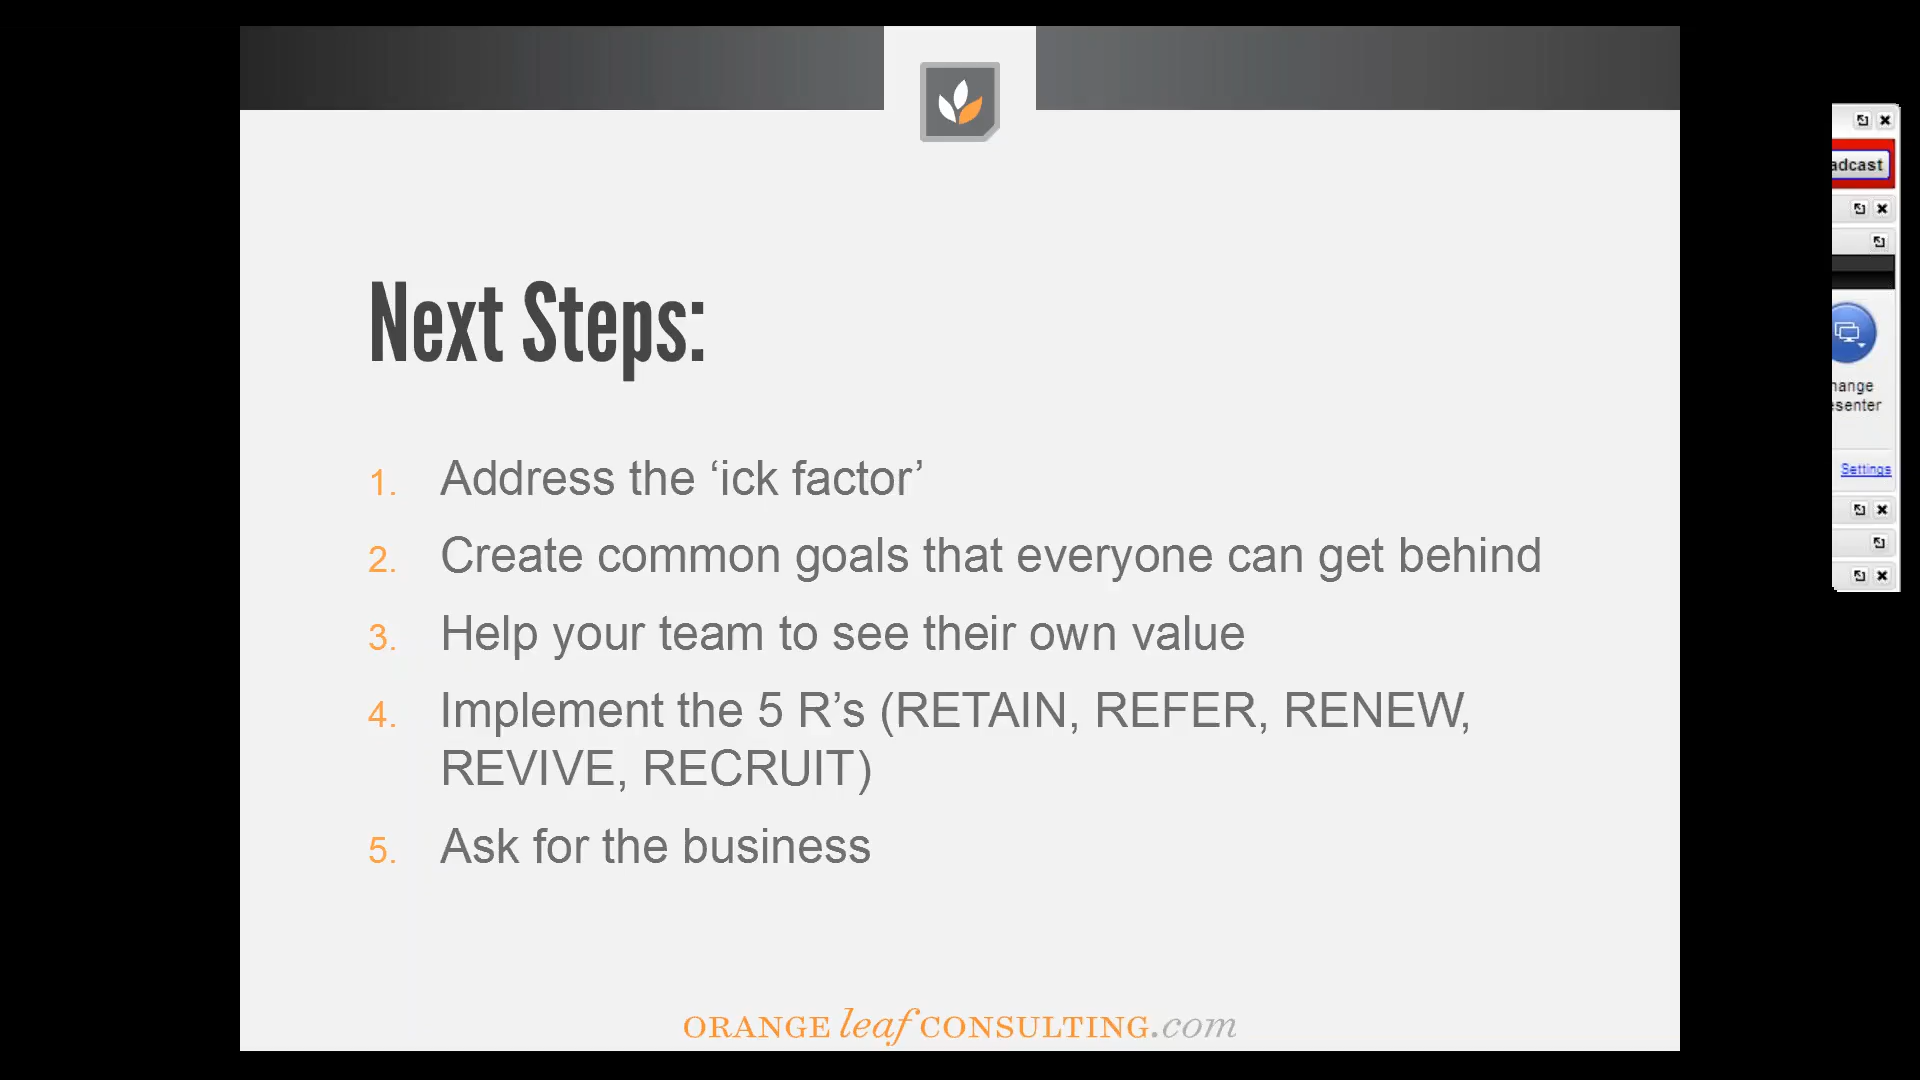 Next Steps:
1. Address the ‘ick factor’
2. Create common goals that everyone can get behind
3. Help your team to see their own value
4. Implement the 5 R’s (RETAIN, REFER, RENEW,
REVIVE, RECRUIT)
5. Ask for the business
ORANGE leaf CONSULTING.com
adcast
hange
esenter
Settings